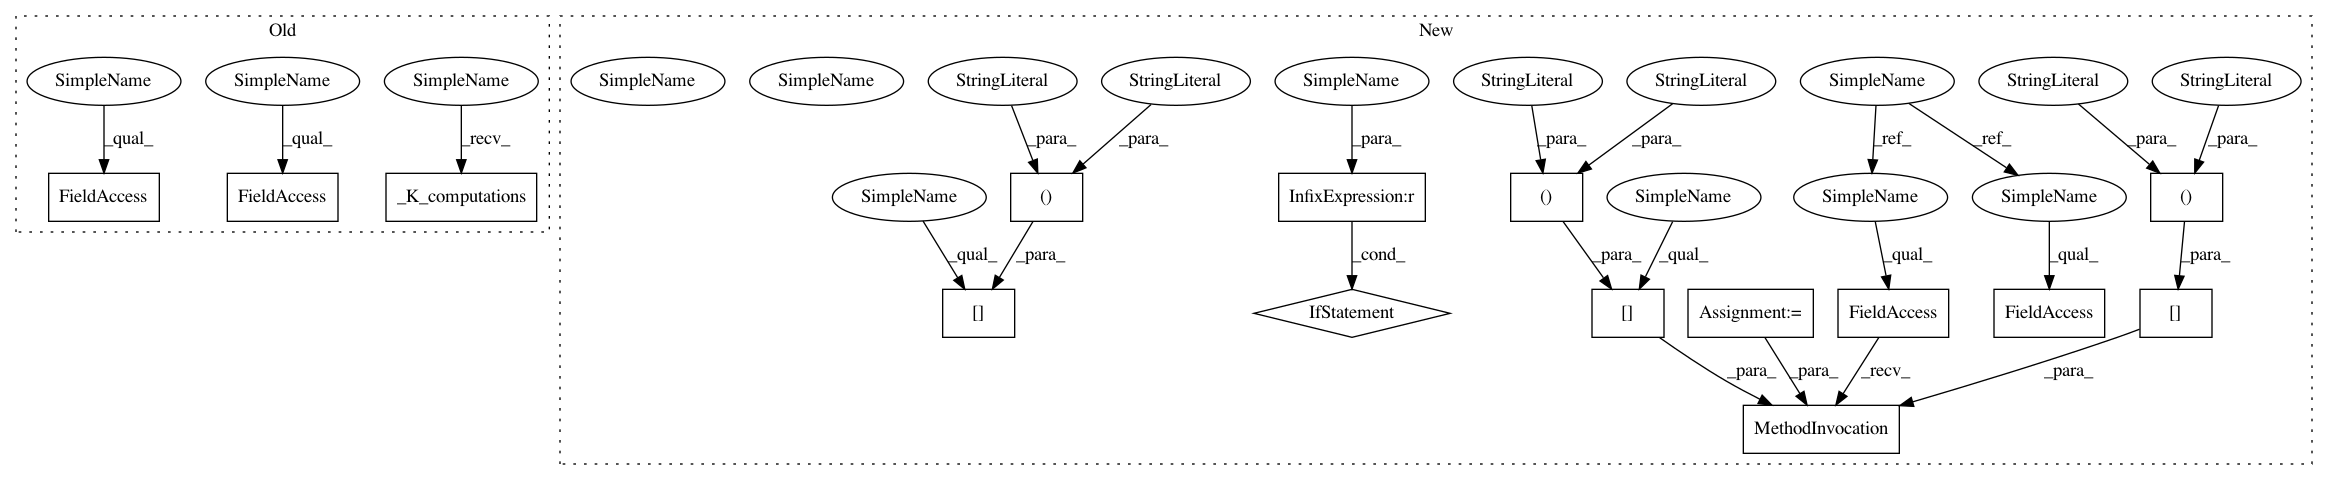 Old New
SimpleName SimpleName SimpleName SimpleName SimpleName StringLiteral StringLiteral SimpleName StringLiteral StringLiteral SimpleName StringLiteral StringLiteral
_qual_ _qual_ _recv_ _para_ _para_ _para_ _para_ _para_ _ref_ _ref_ _para_ _para_
FieldAccess FieldAccess _K_computations SimpleName () InfixExpression:r () SimpleName SimpleName SimpleName ()
_qual_ _para_ _cond_ _para_ _qual_ _qual_ _qual_ _para_
[] IfStatement [] Assignment:= FieldAccess FieldAccess []
_para_ _para_ _recv_ _para_
MethodInvocation